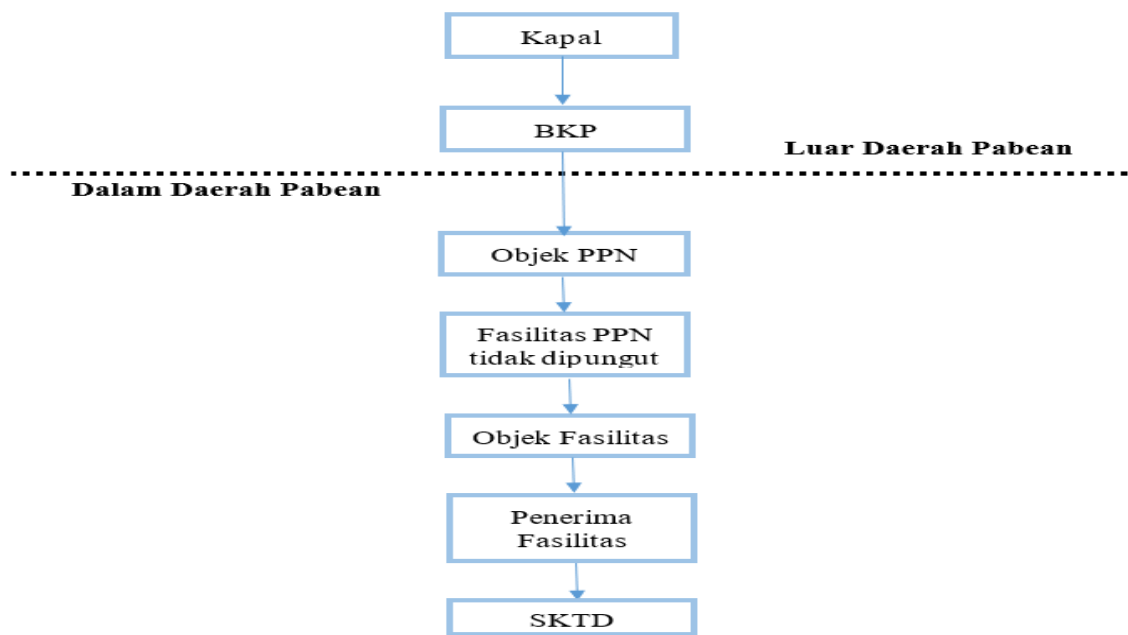 Kapal
BKP
Luar Daerah Pabean
Dalam Daerah Pabean
Objek PPN
Fasilitas PPN
tidak dipungut
Objek Fasilitas
Penerima
Fasilitas
SKTD